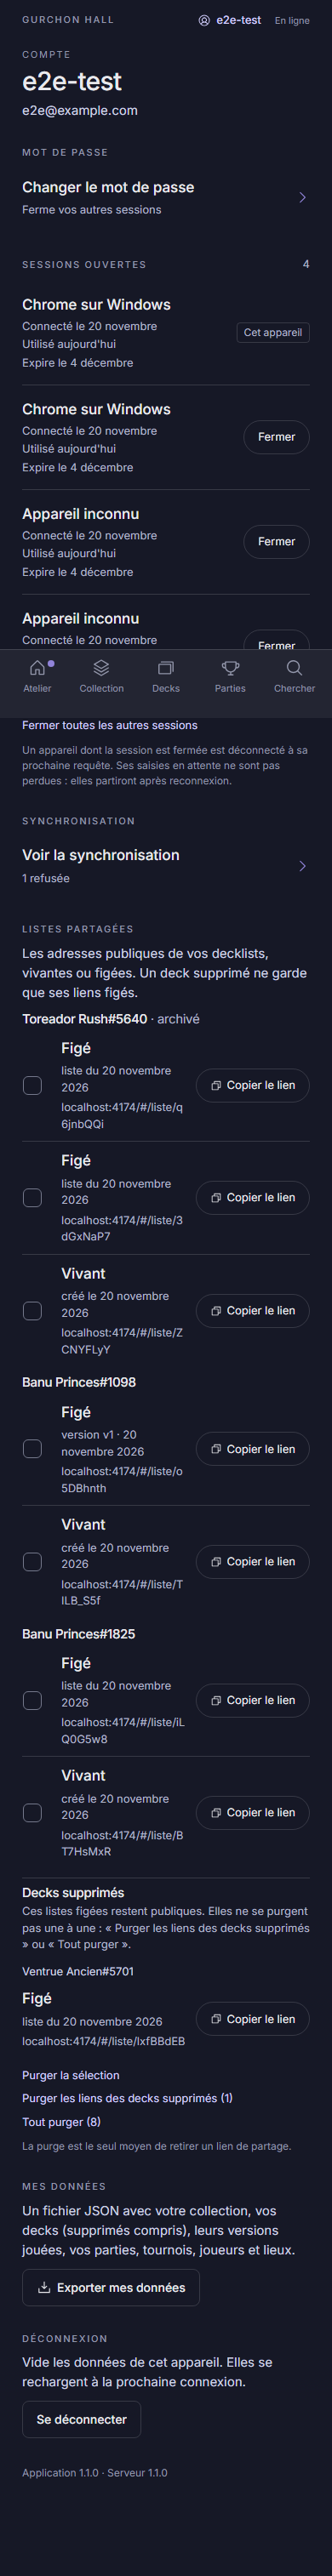 GURCHON HALL
e2e-test
En ligne
COMPTE
e2e-test
e2e@example.com
MOT DE PASSE
Changer le mot de passe
Ferme vos autres sessions
SESSIONS OUVERTES
4
Chrome sur Windows
Connecté le 20 novembre
Utilisé aujourd'hui
Expire le 4 décembre
Cet appareil
Chrome sur Windows
Connecté le 20 novembre
Utilisé aujourd'hui
Expire le 4 décembre
Fermer
Appareil inconnu
Connecté le 20 novembre
Utilisé aujourd'hui
Expire le 4 décembre
Fermer
Appareil inconnu
Connecté le 20 novembre
Fermer
Atelier
Collection
Decks
Parties
Chercher
Fermer toutes les autres sessions
Un appareil dont la session est fermée est déconnecté à sa
prochaine requête. Ses saisies en attente ne sont pas
perdues : elles partiront après reconnexion.
SYNCHRONISATION
Voir la synchronisation
1 refusée
LISTES PARTAGÉES
Les adresses publiques de vos decklists,
vivantes ou figées. Un deck supprimé ne garde
que ses liens figés.
Toreador Rush#5640 · archivé
Figé
liste du 20 novembre
2026
localhost:4174/#/liste/q
6jnbQQi
Copier le lien
Figé
liste du 20 novembre
2026
localhost:4174/#/liste/3
dGxNaP7
Copier le lien
Vivant
créé le 20 novembre
2026
localhost:4174/#/liste/Z
CNYFLyY
Copier le lien
Banu Princes#1098
Figé
version v1 · 20
novembre 2026
localhost:4174/#/liste/o
5DBhnth
Copier le lien
Vivant
créé le 20 novembre
2026
localhost:4174/#/liste/T
ILB_S5f
Copier le lien
Banu Princes#1825
Figé
liste du 20 novembre
2026
localhost:4174/#/liste/iL
Q0G5w8
Copier le lien
Vivant
créé le 20 novembre
2026
localhost:4174/#/liste/B
T7HsMxR
Copier le lien
Decks supprimés
Ces listes figées restent publiques. Elles ne se purgent
pas une à une : « Purger les liens des decks supprimés
» ou « Tout purger ».
Ventrue Ancien#5701
Figé
liste du 20 novembre 2026
localhost:4174/#/liste/lxfBBdEB
Copier le lien
Purger la sélection
Purger les liens des decks supprimés (1)
Tout purger (8)
La purge est le seul moyen de retirer un lien de partage.
MES DONNÉES
Un fichier JSON avec votre collection, vos
decks (supprimés compris), leurs versions
jouées, vos parties, tournois, joueurs et lieux.
Exporter mes données
DÉCONNEXION
Vide les données de cet appareil. Elles se
rechargent à la prochaine connexion.
Se déconnecter
Application 1.1.0 · Serveur 1.1.0